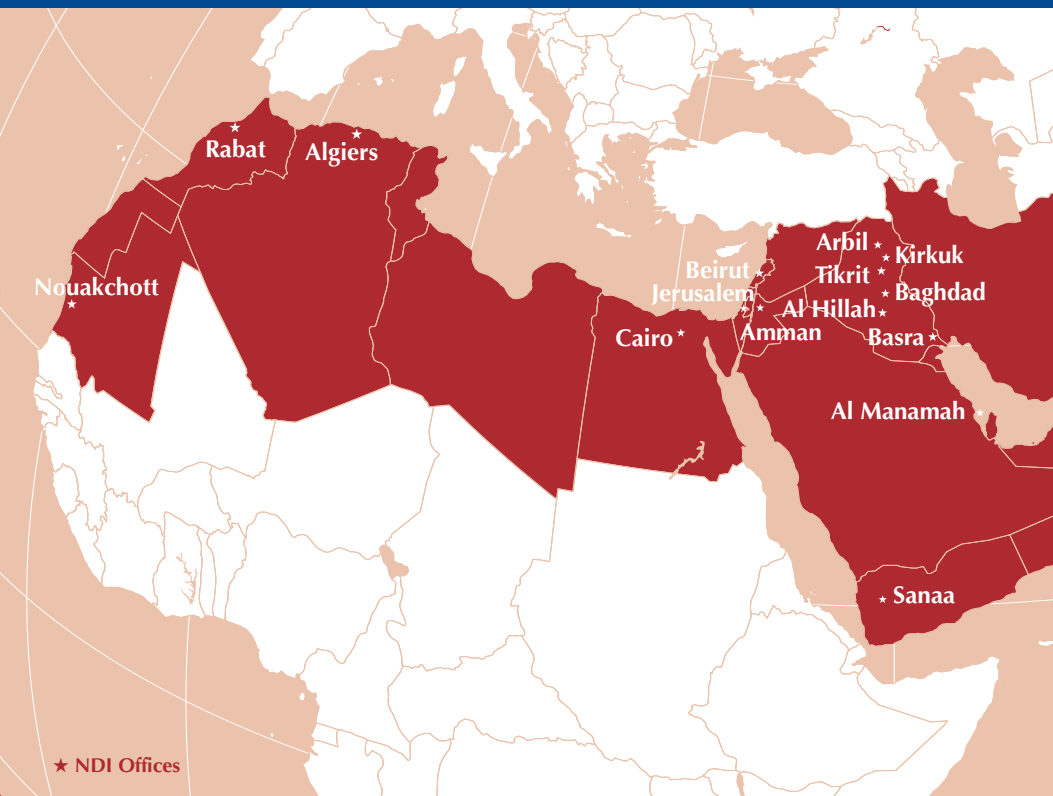 Rabat
Algiers
Arbil
Kirkuk
Beirut
Tikrit
Nouakchott
Jerusalem
Baghdad
Al Hillah
Cairo
Amman
Basra
Al Manamah
Sanaa
★ NDI Offices